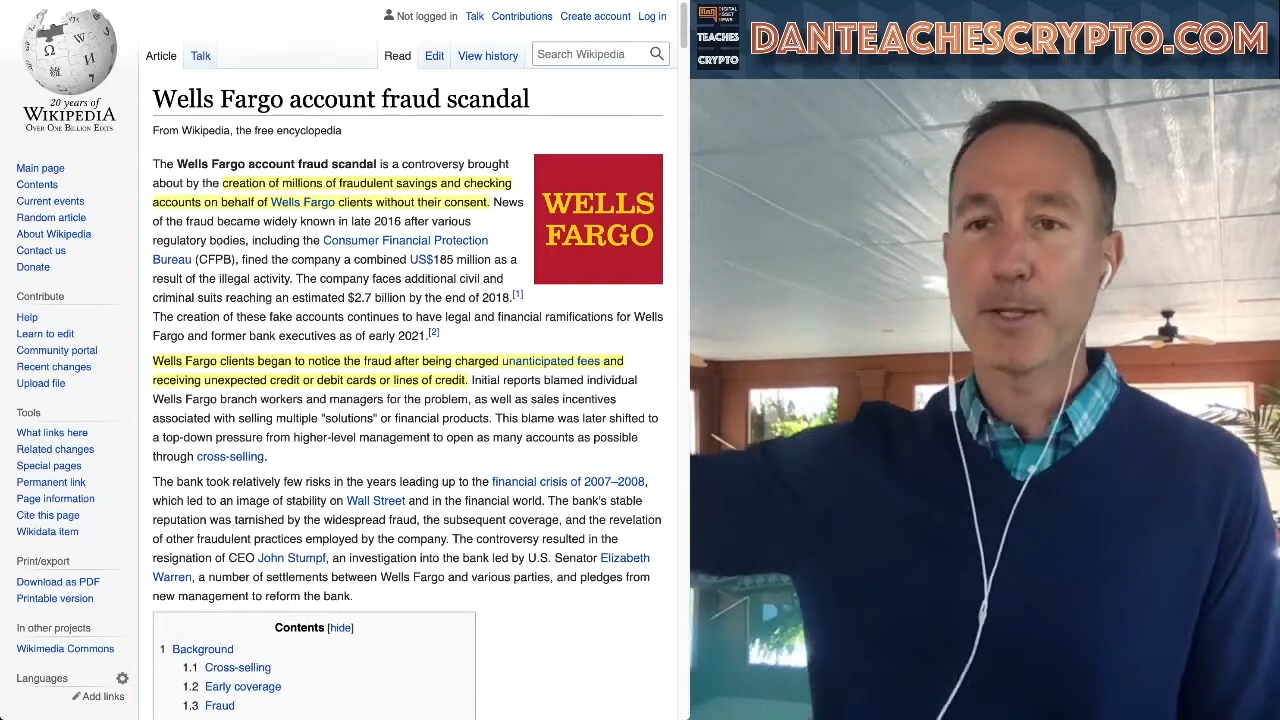 Not logged in Talk Contributions Create account Log in
Article Talk Read Edit View history Search Wikipedia
20 years of
WIKIPEDIA
OVER ONE BILLION EDITS
Main page
Contents
Current events
Random article
About Wikipedia
Contact us
Donate
Contribute
Help
Learn to edit
Community portal
Recent changes
Upload file
Tools
What links here
Related changes
Special pages
Permanent link
Page information
Cite this page
Wikidata item
Print/export
Download as PDF
Printable version
In other projects
Wikimedia Commons
Languages
Add links
Wells Fargo account fraud scandal
From Wikipedia, the free encyclopedia
The Wells Fargo account fraud scandal is a controversy brought
about by the creation of millions of fraudulent savings and checking
accounts on behalf of Wells Fargo clients without their consent. News
of the fraud became widely known in late 2016 after various
regulatory bodies, including the Consumer Financial Protection
Bureau (CFPB), fined the company a combined US$185 million as a
result of the illegal activity. The company faces additional civil and
criminal suits reaching an estimated $2.7 billion by the end of 2018.[1]
The creation of these fake accounts continues to have legal and financial ramifications for Wells
Fargo and former bank executives as of early 2021.[2]
WELLS
FARGO
Wells Fargo clients began to notice the fraud after being charged unanticipated fees and
receiving unexpected credit or debit cards or lines of credit. Initial reports blamed individual
Wells Fargo branch workers and managers for the problem, as well as sales incentives
associated with selling multiple "solutions" or financial products. This blame was later shifted to
a top-down pressure from higher-level management to open as many accounts as possible
through cross-selling.
The bank took relatively few risks in the years leading up to the financial crisis of 2007–2008,
which led to an image of stability on Wall Street and in the financial world. The bank's stable
reputation was tarnished by the widespread fraud, the subsequent coverage, and the revelation
of other fraudulent practices employed by the company. The controversy resulted in the
resignation of CEO John Stumpf, an investigation into the bank led by U.S. Senator Elizabeth
Warren, a number of settlements between Wells Fargo and various parties, and pledges from
new management to reform the bank.
Contents [hide]
1 Background
1.1 Cross-selling
1.2 Early coverage
1.3 Fraud
DIGITAL
ASSET
NEWS
TEACHES
CRYPTO
DANTEACHESCRYPTO.COM